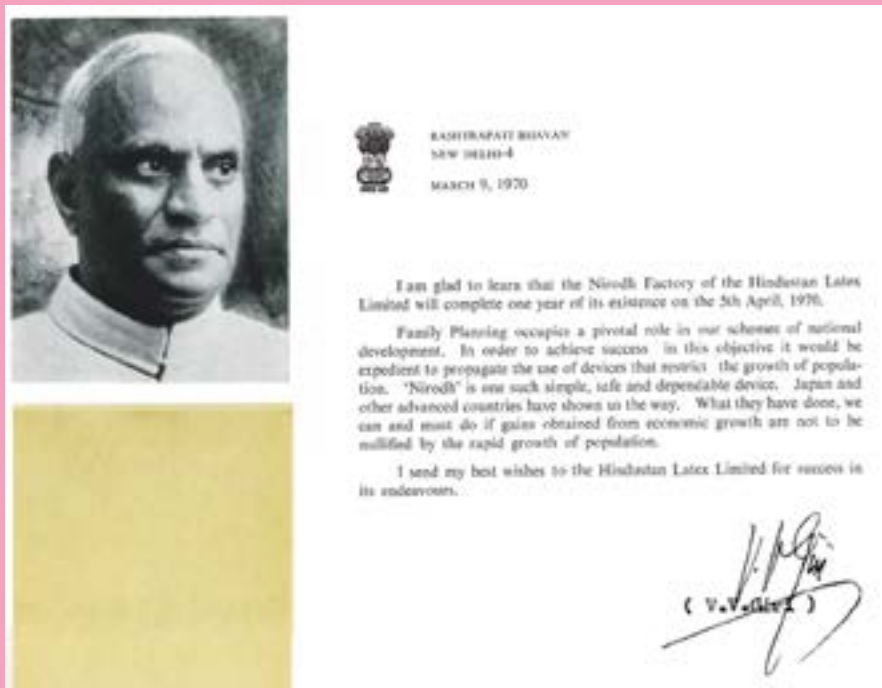 RASHTRAPATI BHAVAN
NEW DELHI-4
MARCH 9, 1970
I am glad to learn that the Nirodh Factory of the Hindustan Latex
Limited will complete one year of its existence on the 5th April, 1970.
Family Planning occupies a pivotal role in our schemes of national
development. In order to achieve success in this objective it would be
expedient to propagate the use of devices that restrict the growth of popula-
tion. 'Nirodh' is one such simple, safe and dependable device. Japan and
other advanced countries have shown us the way. What they have done, we
can and must do if gains obtained from economic growth are not to be
nullified by the rapid growth of population.
I send my best wishes to the Hindustan Latex Limited for success in
its endeavours.
( V.V.Giri )